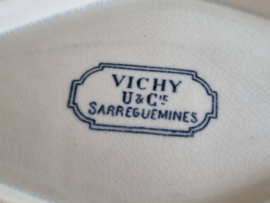 VICHY
U & Cie
SARREGUEMINES